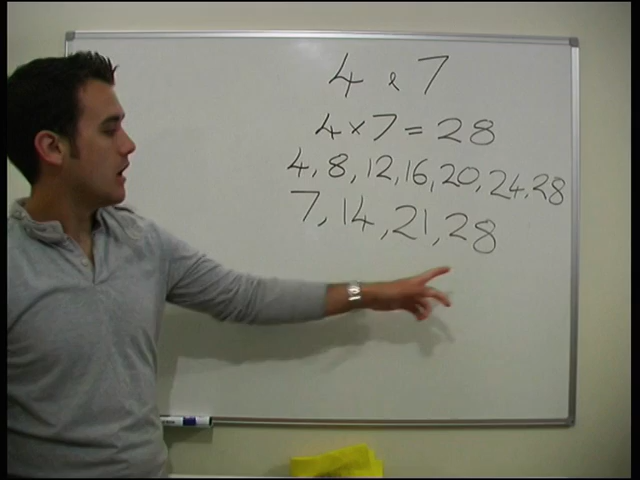 4 & 7
4 × 7 = 28
4, 8, 12, 16, 20, 24, 28
7, 14, 21, 28